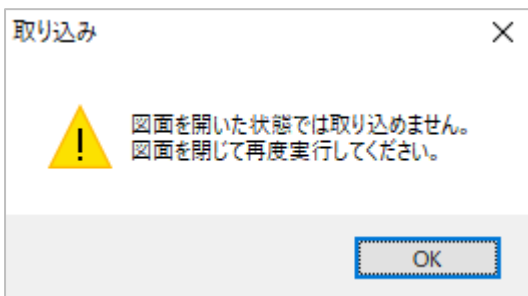 取り込み
図面を開いた状態では取り込めません。
図面を閉じて再度実行してください。
OK